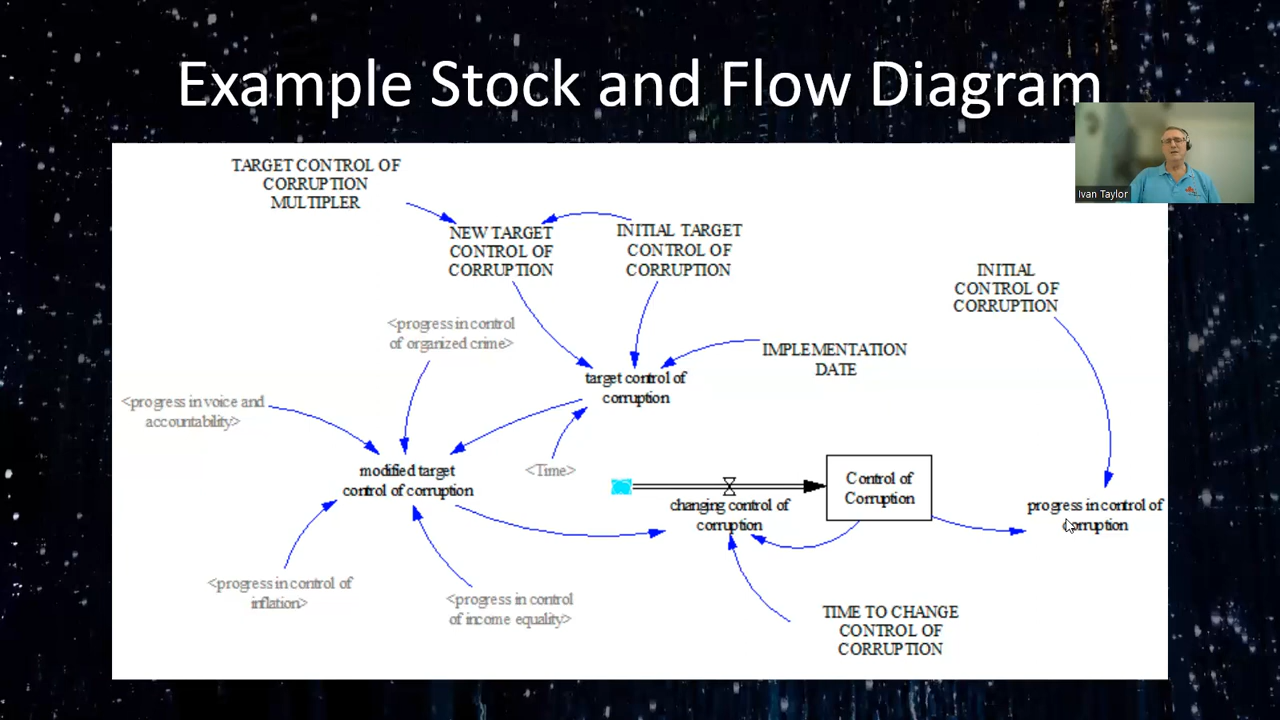 Example Stock and Flow Diagram
Ivan Taylor
TARGET CONTROL OF
CORRUPTION
MULTIPLER
NEW TARGET
CONTROL OF
CORRUPTION
INITIAL TARGET
CONTROL OF
CORRUPTION
INITIAL
CONTROL OF
CORRUPTION
<progress in control
of organized crime>
IMPLEMENTATION
DATE
target control of
corruption
<progress in voice and
accountability>
<Time>
modified target
control of corruption
changing control of
corruption
Control of
Corruption
progress in control of
corruption
<progress in control of
inflation>
<progress in control
of income equality>
TIME TO CHANGE
CONTROL OF
CORRUPTION